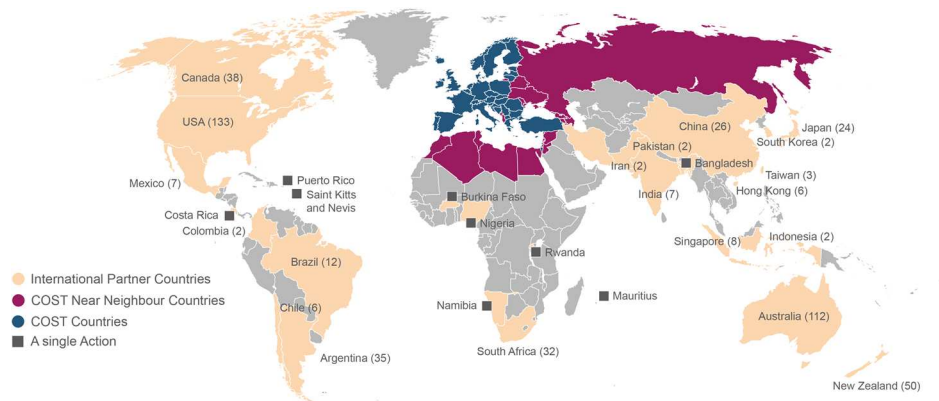 Canada (38)
USA (133)
China (26)
Japan (24)
South Korea (2)
Pakistan (2)
Bangladesh
Iran (2)
Taiwan (3)
Mexico (7)
Puerto Rico
Saint Kitts
and Nevis
India (7)
Hong Kong (6)
Burkina Faso
Costa Rica
Nigeria
Colombia (2)
Indonesia (2)
Singapore (8)
Rwanda
Brazil (12)
International Partner Countries
COST Near Neighbour Countries
COST Countries
A single Action
Chile (6)
Namibia
Mauritius
Australia (112)
Argentina (35)
South Africa (32)
New Zealand (50)